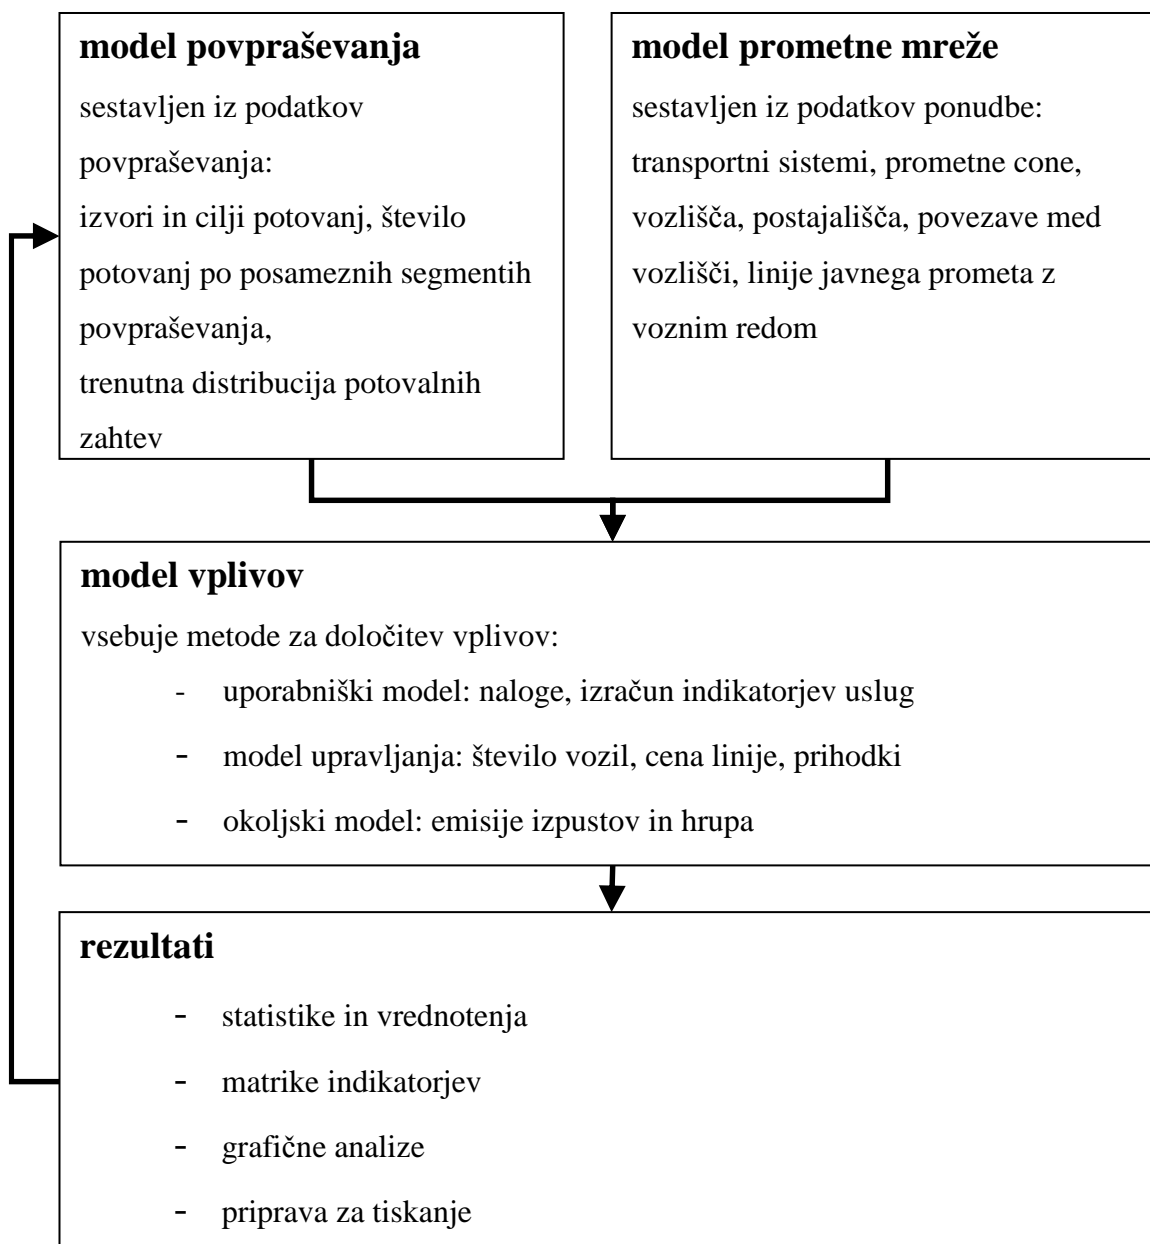 model povpraševanja
sestavljen iz podatkov
povpraševanja:
izvori in cilji potovanj, število
potovanj po posameznih segmentih
povpraševanja,
trenutna distribucija potovalnih
zahtev
model prometne mreže
sestavljen iz podatkov ponudbe:
transportni sistemi, prometne cone,
vozlišča, postajališča, povezave med
vozlišči, linije javnega prometa z
voznim redom
model vplivov
vsebuje metode za določitev vplivov:
- uporabniški model: naloge, izračun indikatorjev uslug
- model upravljanja: število vozil, cena linije, prihodki
- okoljski model: emisije izpustov in hrupa
rezultati
- statistike in vrednotenja
- matrike indikatorjev
- grafične analize
- priprava za tiskanje